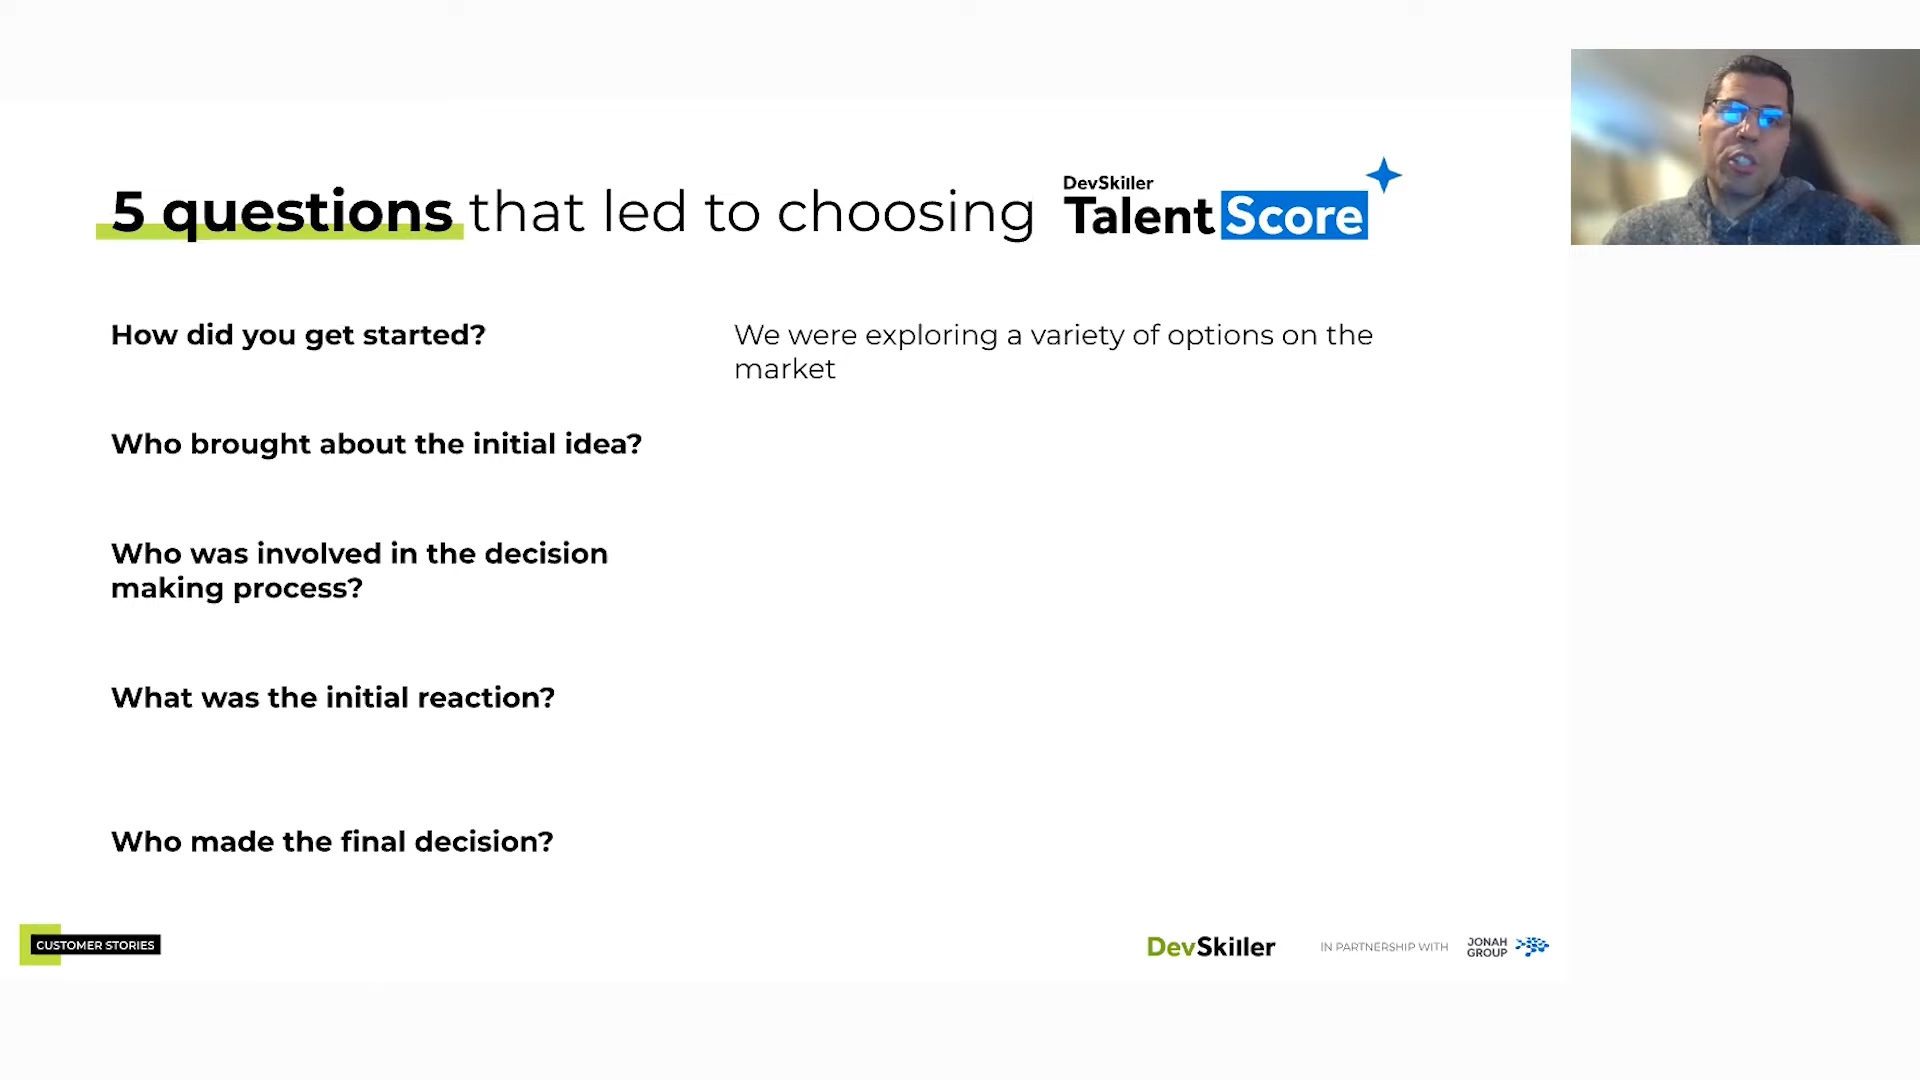 5 questions that led to choosing
DevSkiller
TalentScore
How did you get started?
We were exploring a variety of options on the
market
Who brought about the initial idea?
Who was involved in the decision
making process?
What was the initial reaction?
Who made the final decision?
CUSTOMER STORIES
DevSkiller
IN PARTNERSHIP WITH
JONAH
GROUP